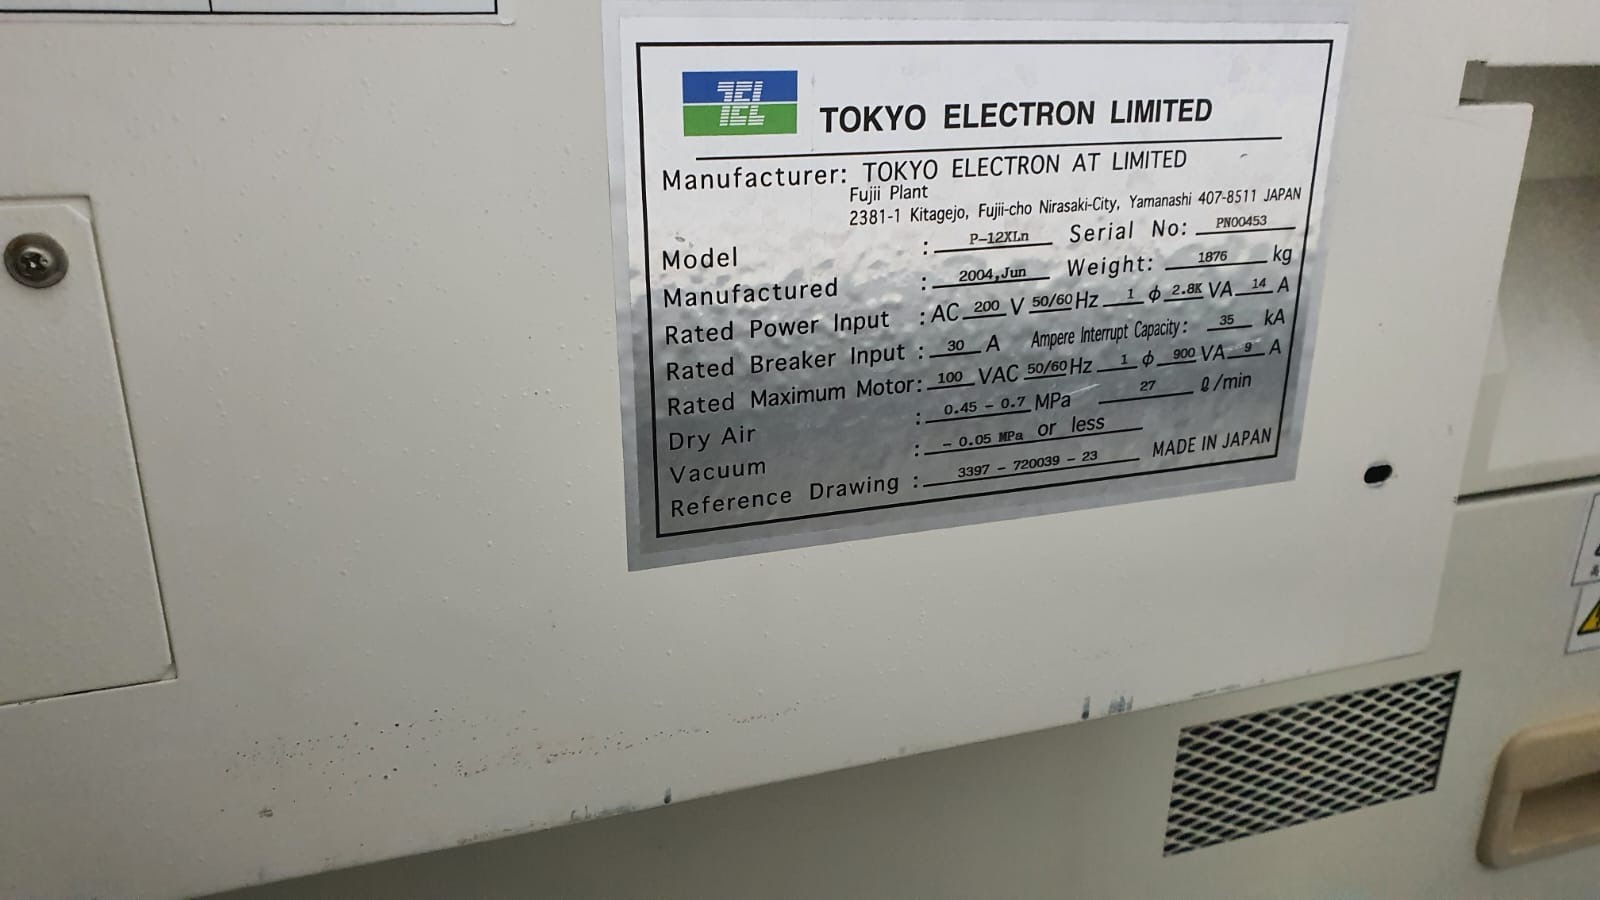 TEL
TOKYO ELECTRON LIMITED
Manufacturer: TOKYO ELECTRON AT LIMITED
Fujii Plant
2381-1 Kitagejo, Fujii-cho Nirasaki-City, Yamanashi 407-8511 JAPAN
Model : P-12XLn Serial No: PN00453
Manufactured : 2004,Jun Weight: 1876 kg
Rated Power Input : AC 200 V 50/60 Hz 1 ϕ 2.8K VA 14 A
Rated Breaker Input : 30 A Ampere Interrupt Capacity: 35 kA
Rated Maximum Motor: 100 VAC 50/60 Hz 1 ϕ 900 VA 9 A
Dry Air : 0.45 - 0.7 MPa 27 ℓ/min
Vacuum : - 0.05 MPa or less
Reference Drawing : 3397 - 720039 - 23 MADE IN JAPAN